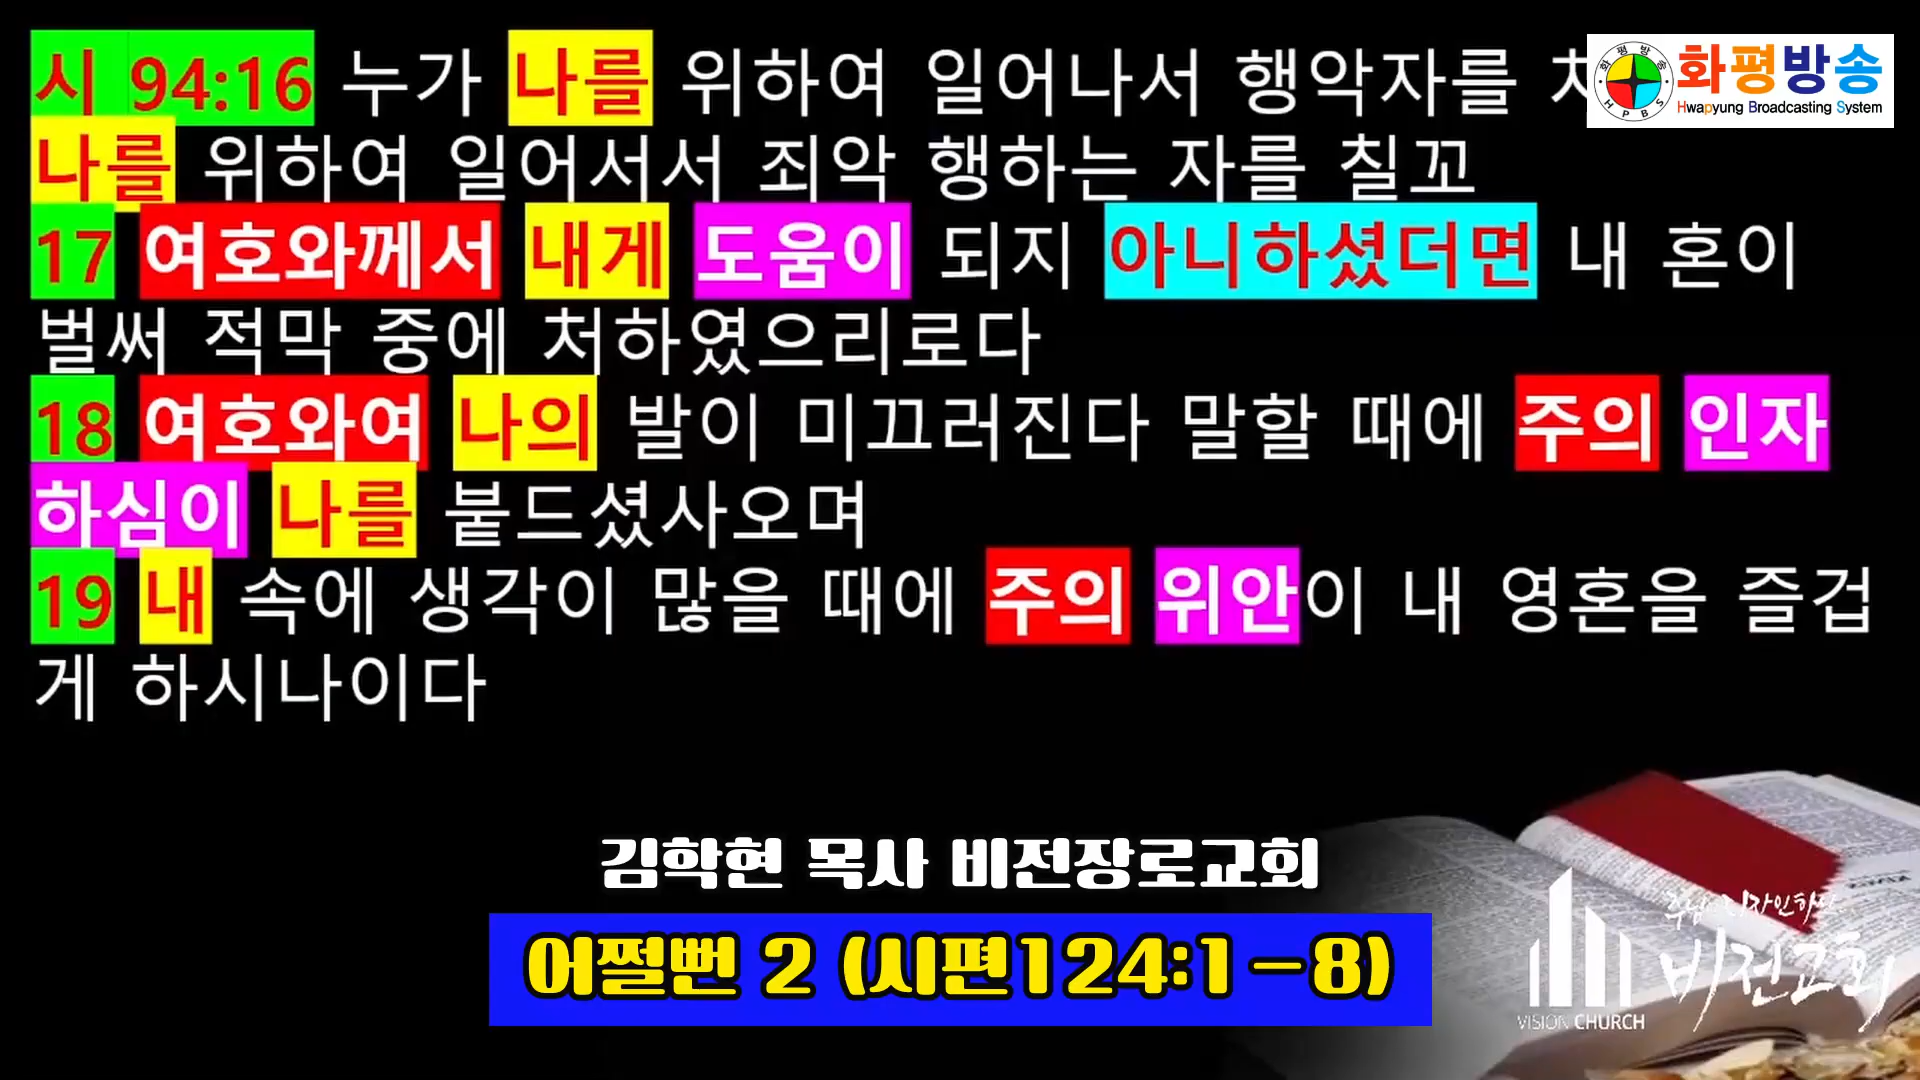 시 94:16 누가 나를 위하여 일어나서 행악자를
나를 위하여 일어서서 죄악 행하는 자를 칠꼬
17 여호와께서 내게 도움이 되지 아니하셨더면 내 혼이
벌써 적막 중에 처하였으리로다
18 여호와여 나의 발이 미끄러진다 말할 때에 주의 인자
하심이 나를 붙드셨사오며
19 내 속에 생각이 많을 때에 주의 위안이 내 영혼을 즐겁
게 하시나이다
화평방송
HPBS
화평방송
Hwapyung Broadcasting System
김학현 목사 비전장로교회
어쩔뻔 2 (시편124:1-8)
비전교회
VISION CHURCH